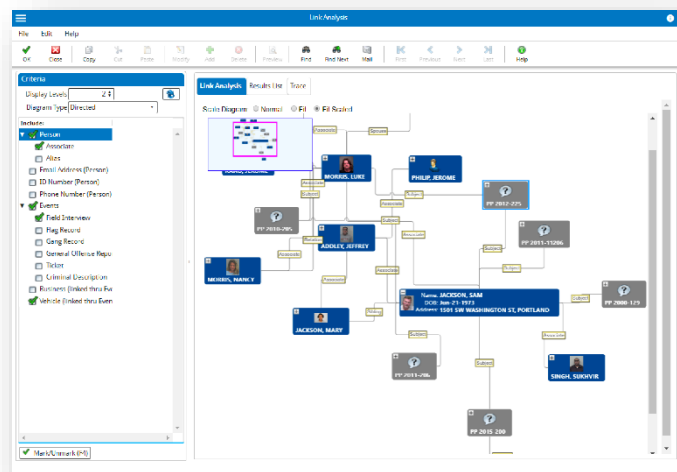 Link Analysis
File Edit Help
OK Close Copy Cut Paste Modify Add Delete Preview Find Find Next Mail First Previous Next Last Help
Criteria
Display Levels 2
Diagram Type Directed
Include:
Person
Associate
Alias
Email Address (Person)
ID Number (Person)
Phone Number (Person)
Events
Field Interview
Flag Record
Gang Record
General Offense Repo
Ticket
Criminal Description
Business (linked thru Eve
Vehicle (linked thru Even
Mark/Unmark (F4)
Link Analysis Results List Trace
Scale Diagram Normal Fit Fit Scaled
Associate
Spouse
MORRIS, LUKE
PHILIP, JEROME
Associate
Subject
Subject
Associate
PP 2012-225
PP 2010-205
Subject
Associate
PP 2011-11206
ADDLEY, JEFFREY
Subject
Associate
Subject
MORRIS, NANCY
Associate
Associate
Name: JACKSON, SAM
DOB: Jun-21-1973
Address: 1501 SW WASHINGTON ST, PORTLAND
Subject
PP 2000-123
JACKSON, MARY
Sibling
Subject
Associate
PP 2011-206
Subject
SINGH, SUKHVIR
PP 2015-200